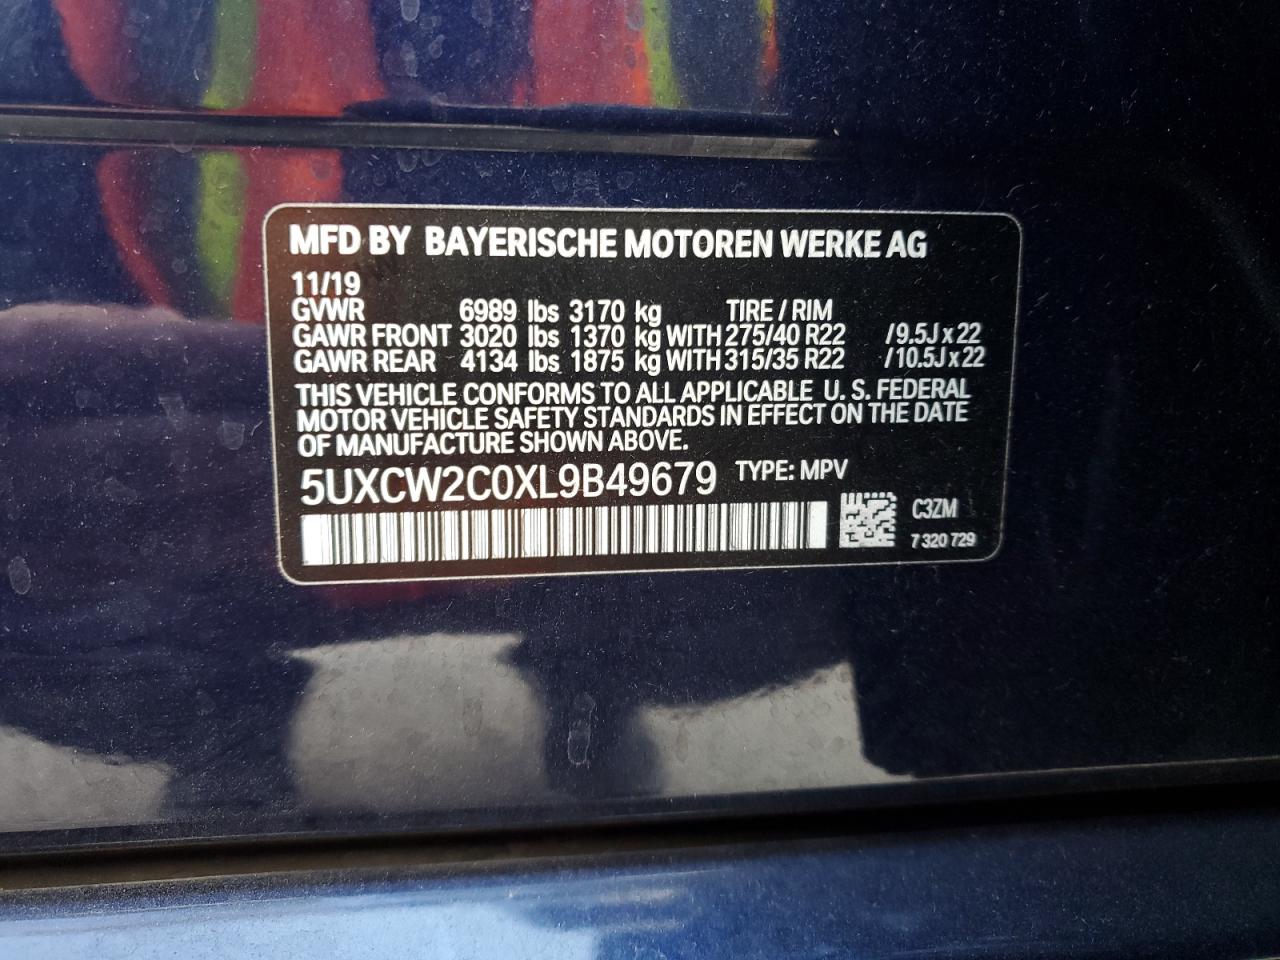 MFD BY BAYERISCHE MOTOREN WERKE AG
11/19
GVWR 6989 lbs 3170 kg TIRE / RIM
GAWR FRONT 3020 lbs 1370 kg WITH 275/40 R22 / 9.5J x 22
GAWR REAR 4134 lbs 1875 kg WITH 315/35 R22 / 10.5J x 22
THIS VEHICLE CONFORMS TO ALL APPLICABLE U. S. FEDERAL
MOTOR VEHICLE SAFETY STANDARDS IN EFFECT ON THE DATE
OF MANUFACTURE SHOWN ABOVE.
5UXCW2C0XL9B49679 TYPE: MPV
C3ZM
7 320 729